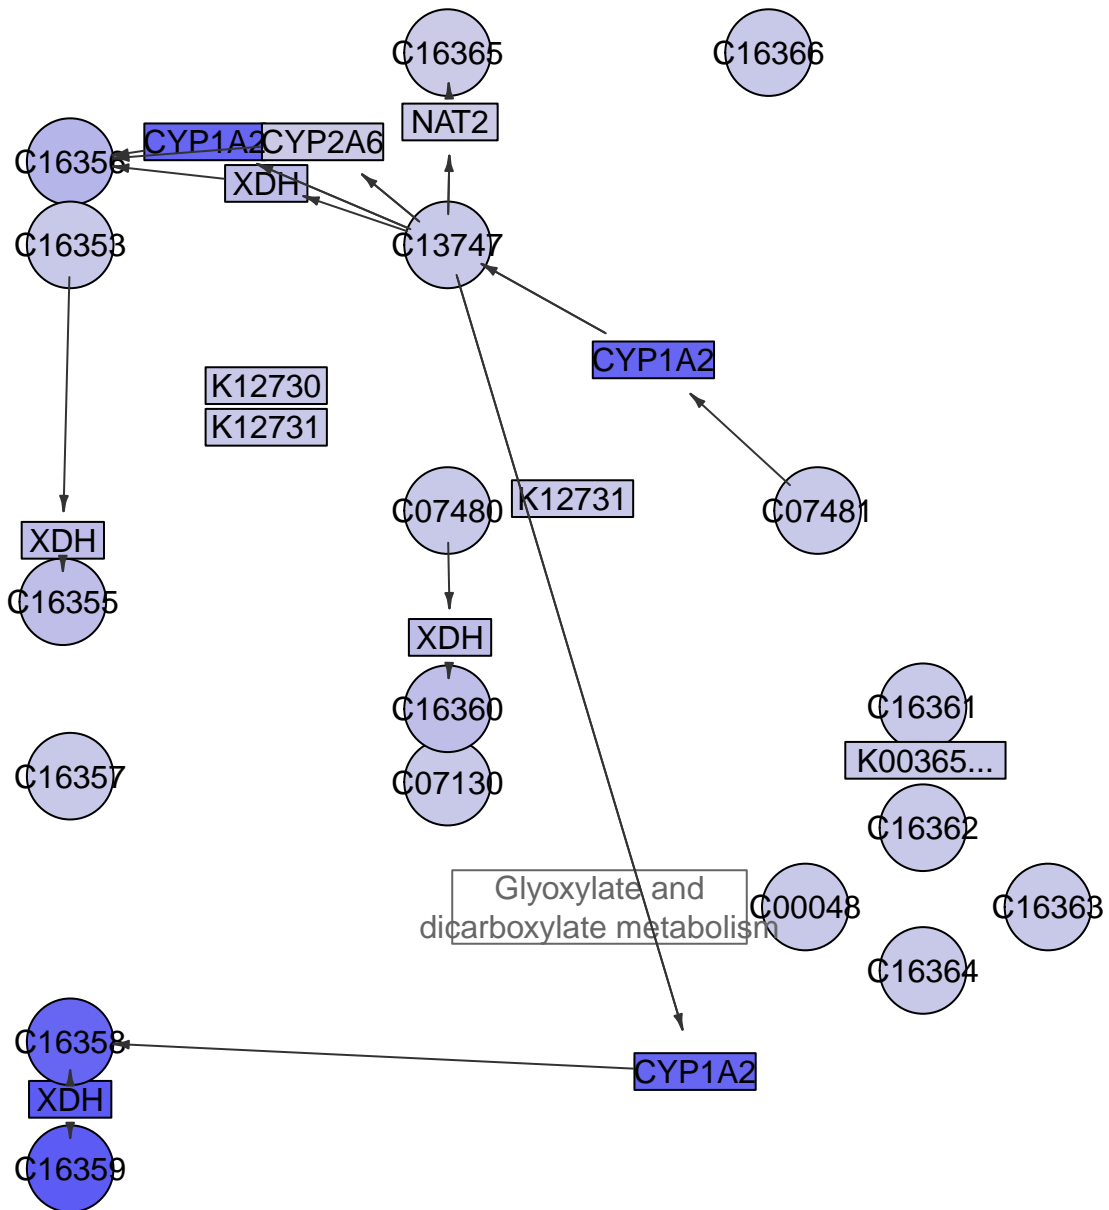 C16365
C16366
NAT2
CYP1A2
CYP2A6
C16356
XDH
C16353
C13747
CYP1A2
K12730
K12731
C07480
K12731
C07481
XDH
C16355
XDH
C16360
C16361
K00365...
C16357
C07130
C16362
Glyoxylate and
dicarboxylate metabolism
C00048
C16363
C16364
C16358
CYP1A2
XDH
C16359